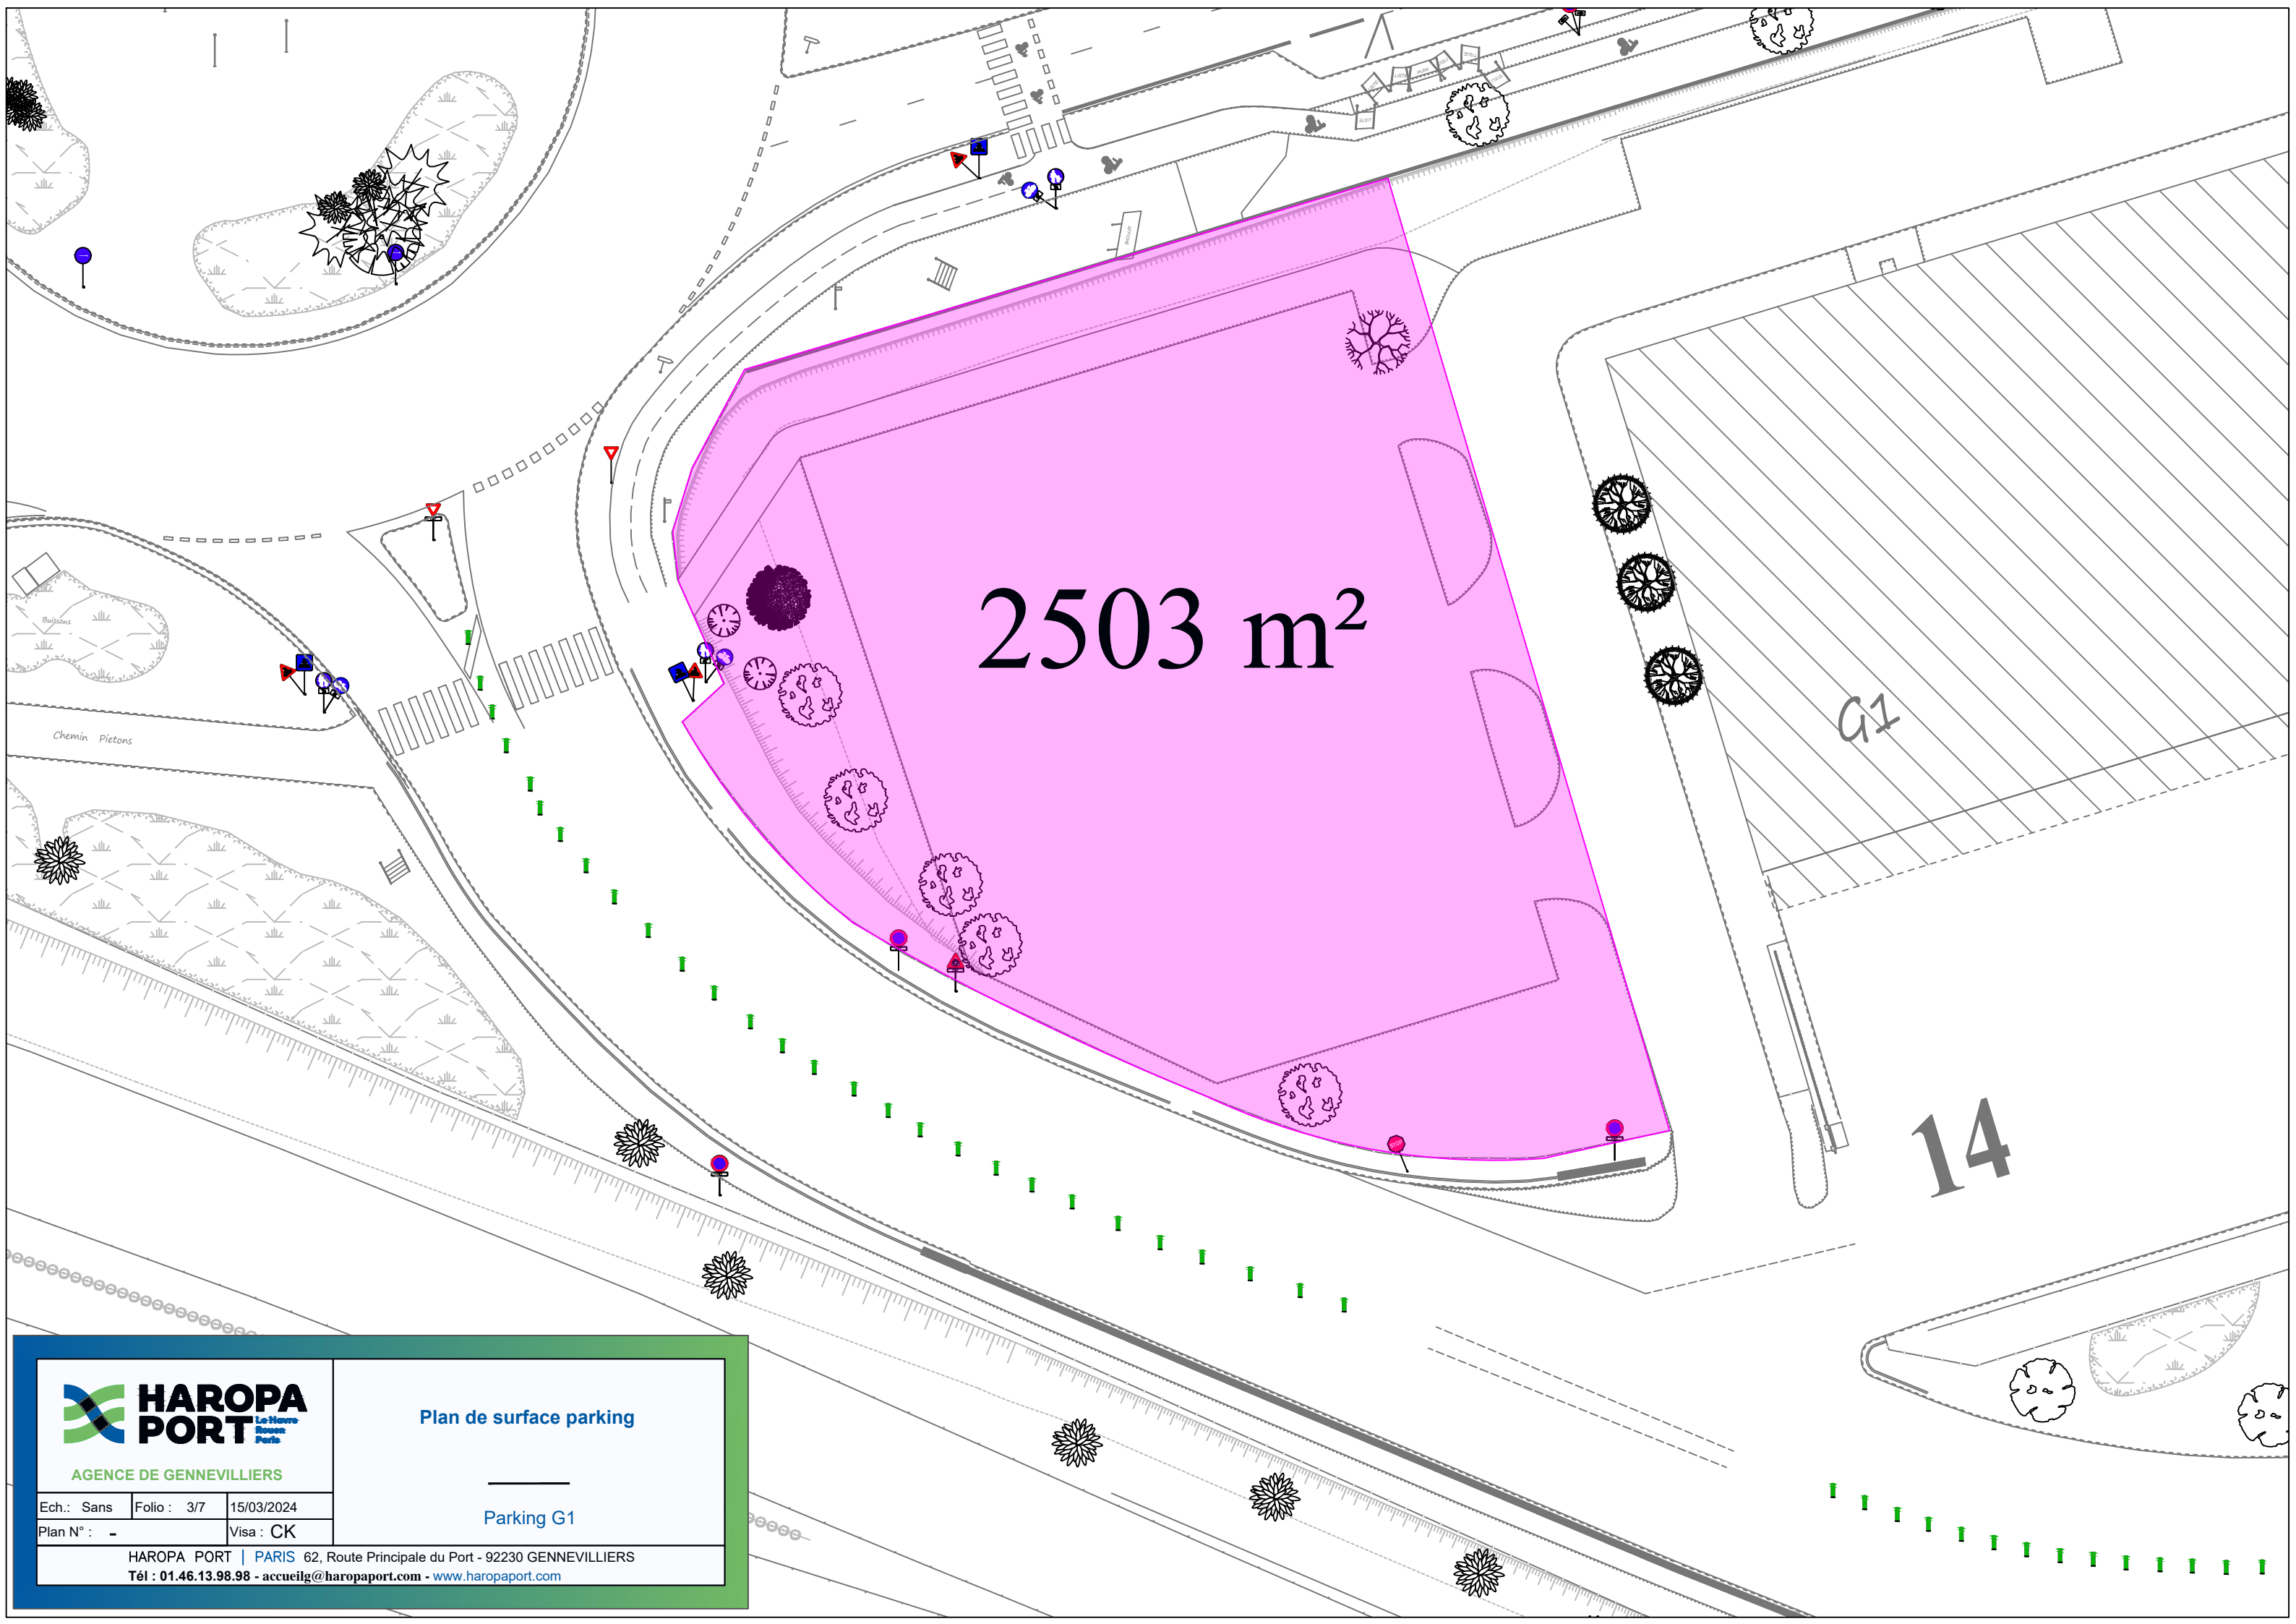 2503 m²
G1
14
Buissons
Chemin Pietons
STOP
HAROPA
PORT
Le Havre
Rouen
Paris
AGENCE DE GENNEVILLIERS
Ech.: Sans
Folio : 3/7
15/03/2024
Plan N° : -
Visa : CK
Plan de surface parking
Parking G1
HAROPA PORT | PARIS 62, Route Principale du Port - 92230 GENNEVILLIERS
Tél : 01.46.13.98.98 - accueilg@haropaport.com - www.haropaport.com